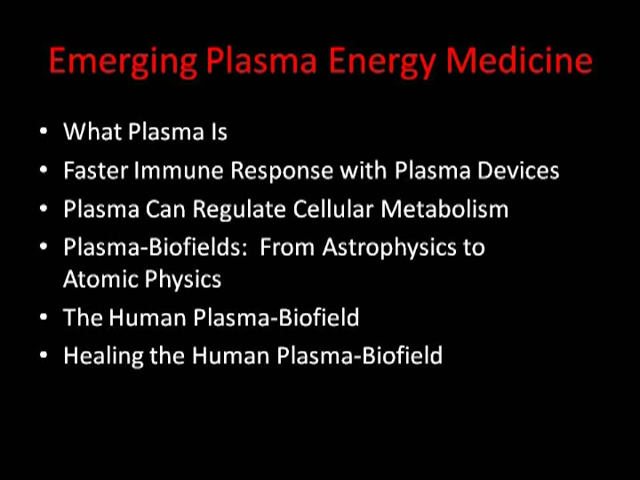 Emerging Plasma Energy Medicine
• What Plasma Is
• Faster Immune Response with Plasma Devices
• Plasma Can Regulate Cellular Metabolism
• Plasma-Biofields: From Astrophysics to
Atomic Physics
• The Human Plasma-Biofield
• Healing the Human Plasma-Biofield